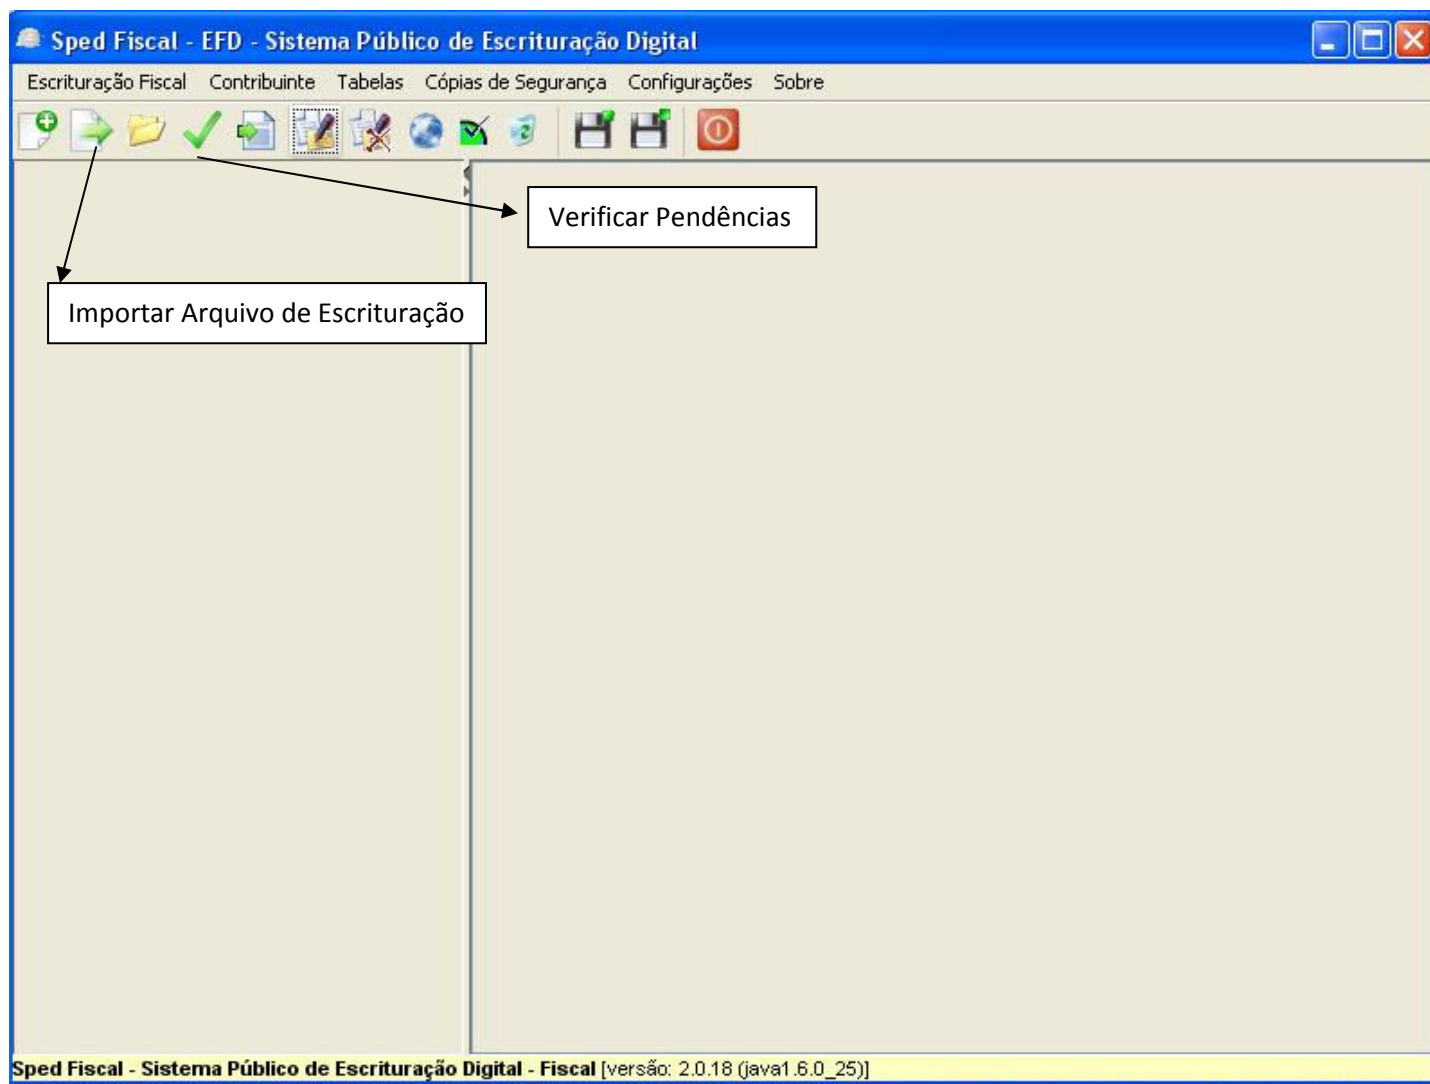 Sped Fiscal - EFD - Sistema Público de Escrituração Digital
Escrituração Fiscal Contribuinte Tabelas Cópias de Segurança Configurações Sobre
Verificar Pendências
Importar Arquivo de Escrituração
Sped Fiscal - Sistema Público de Escrituração Digital - Fiscal [versão: 2.0.18 (java1.6.0_25)]